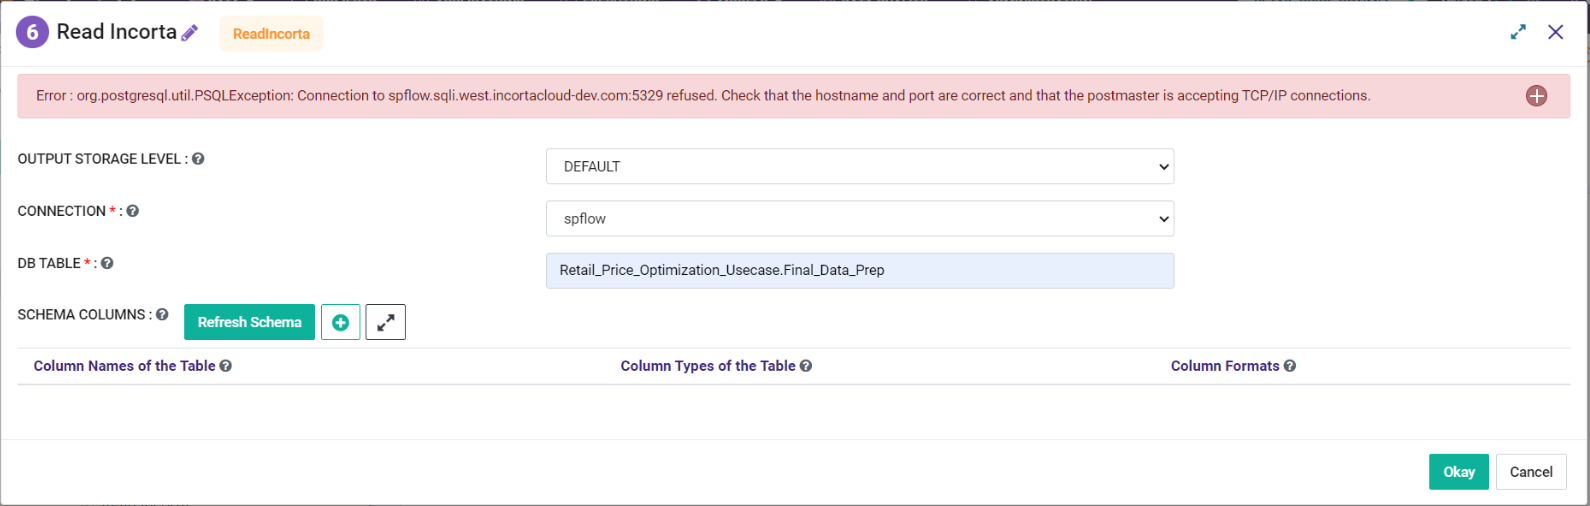 6 Read Incorta ReadIncorta
Error : org.postgresql.util.PSQLException: Connection to spflow.sqli.west.incortacloud-dev.com:5329 refused. Check that the hostname and port are correct and that the postmaster is accepting TCP/IP connections.
OUTPUT STORAGE LEVEL :
DEFAULT
CONNECTION * :
spflow
DB TABLE * :
Retail_Price_Optimization_Usecase.Final_Data_Prep
SCHEMA COLUMNS : Refresh Schema
Column Names of the Table Column Types of the Table Column Formats
Okay Cancel